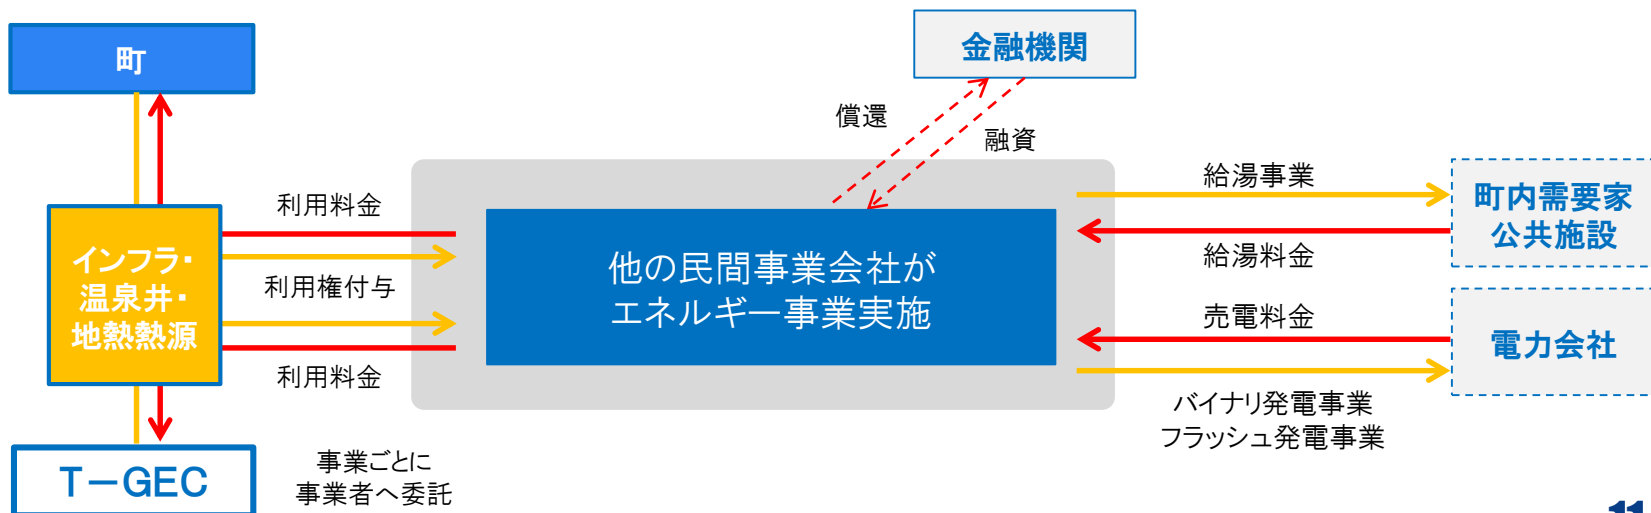 町
金融機関
償還
融資
インフラ・
温泉井・
地熱熱源
利用料金
利用権付与
利用料金
他の民間事業会社が
エネルギー事業実施
給湯事業
給湯料金
町内需要家
公共施設
売電料金
電力会社
バイナリ発電事業
フラッシュ発電事業
T－GEC
事業ごとに
事業者へ委託
11